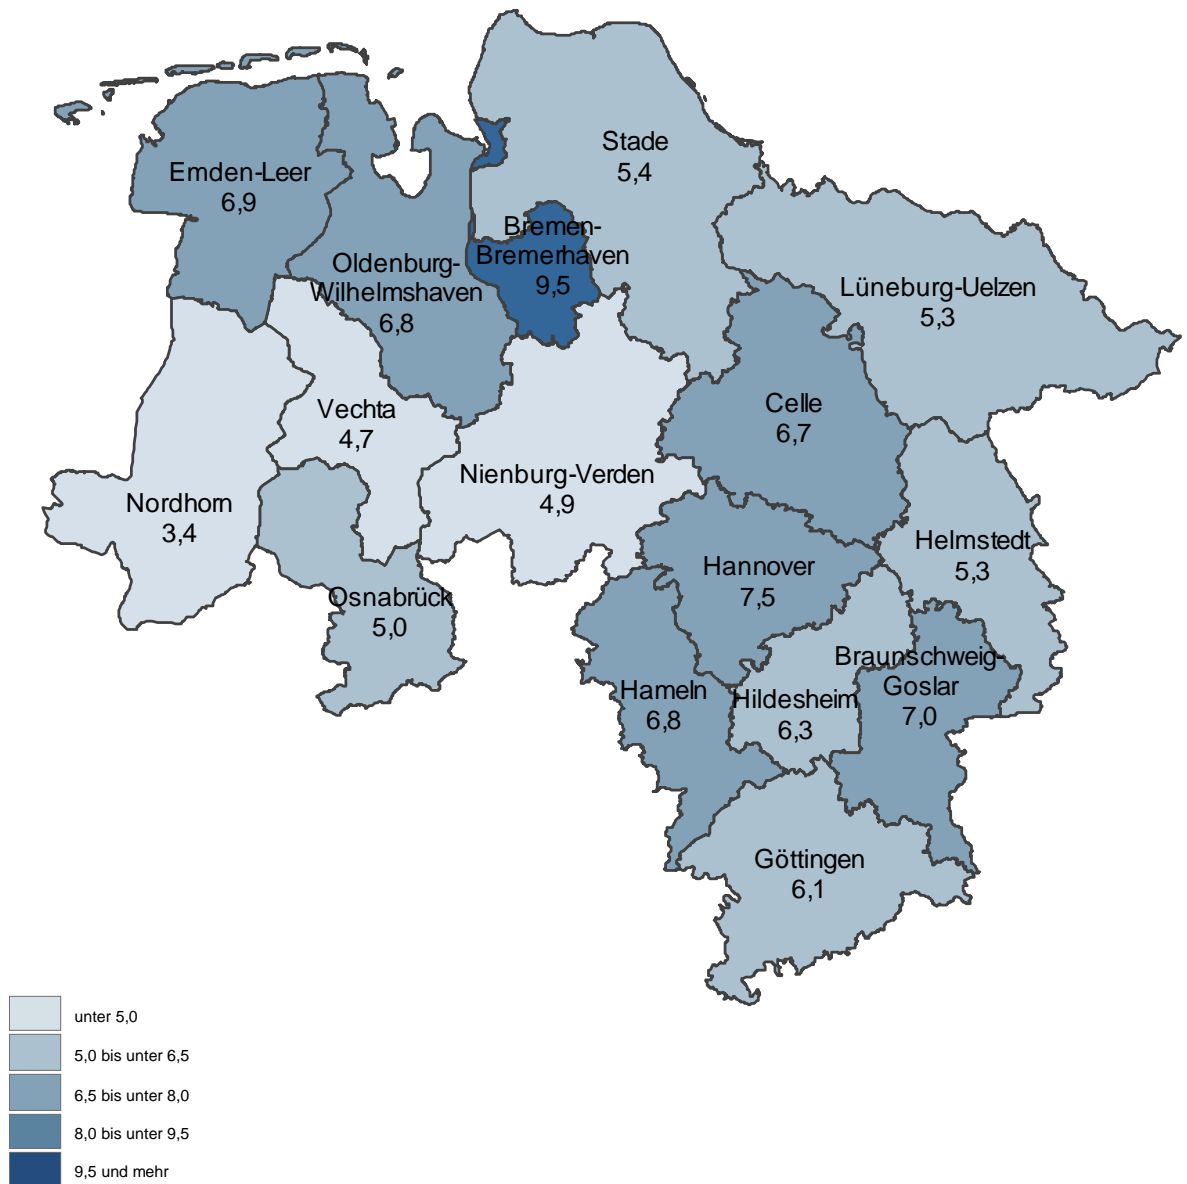 Stade
5,4
Emden-Leer
6,9
Bremen-
Bremerhaven
9,5
Oldenburg-
Wilhelmshaven
6,8
Lüneburg-Uelzen
5,3
Vechta
4,7
Celle
6,7
Nienburg-Verden
4,9
Nordhorn
3,4
Helmstedt
5,3
Hannover
7,5
Osnabrück
5,0
Braunschweig-
Goslar
7,0
Hameln
6,8
Hildesheim
6,3
Göttingen
6,1
unter 5,0
5,0 bis unter 6,5
6,5 bis unter 8,0
8,0 bis unter 9,5
9,5 und mehr